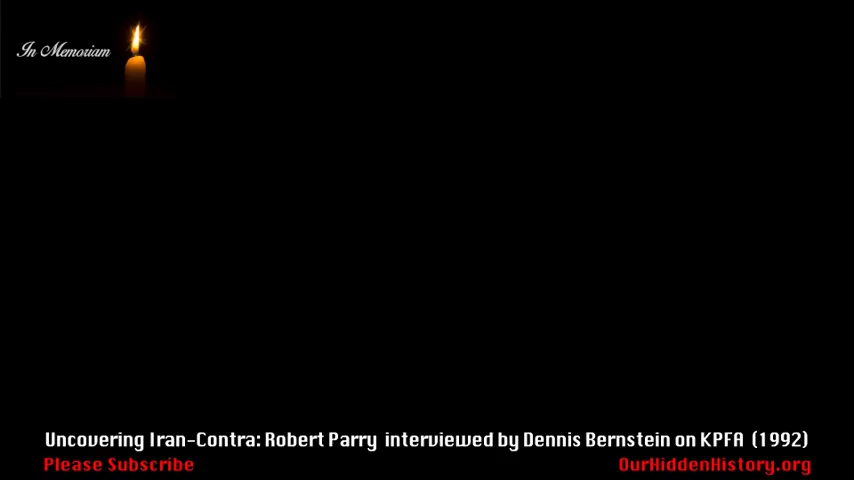 In Memoriam
Uncovering Iran-Contra: Robert Parry interviewed by Dennis Bernstein on KPFA (1992)
Please Subscribe
OurHiddenHistory.org